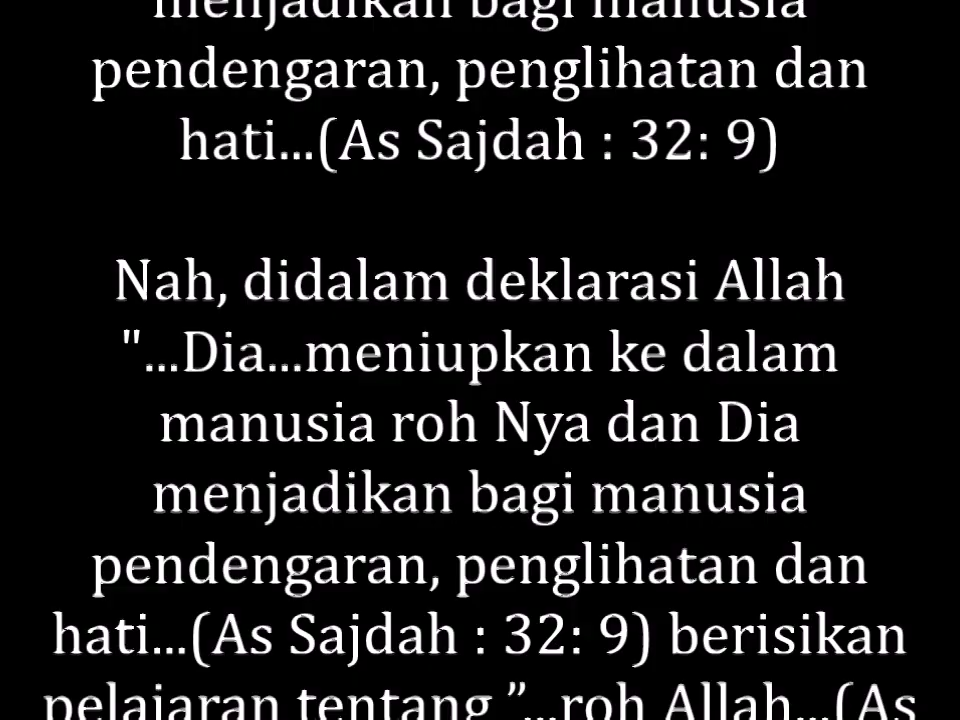 menjadikan bagi manusia
pendengaran, penglihatan dan
hati...(As Sajdah : 32: 9)
Nah, didalam deklarasi Allah
"...Dia...meniupkan ke dalam
manusia roh Nya dan Dia
menjadikan bagi manusia
pendengaran, penglihatan dan
hati...(As Sajdah : 32: 9) berisikan
pelajaran tentang ”...roh Allah...(As